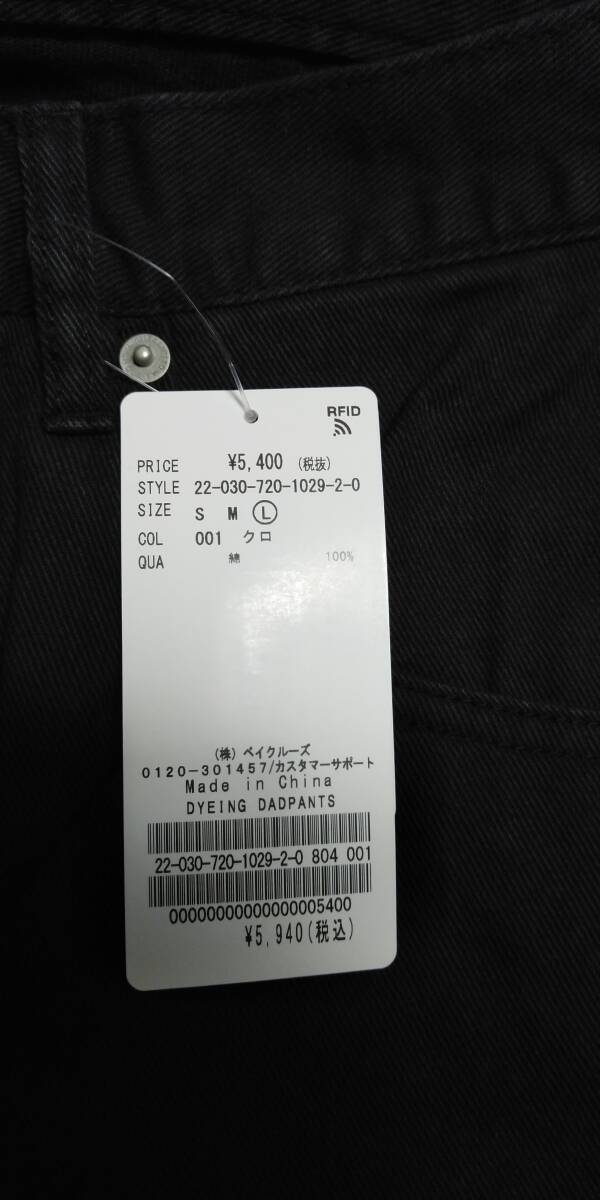 RFID
PRICE ¥5,400 (税抜)
STYLE 22-030-720-1029-2-0
SIZE S M L
COL 001 クロ
QUA 綿 100%
(株) ベイクルーズ
0120-301457/カスタマーサポート
Made in China
DYEING DADPANTS
22-030-720-1029-2-0 804 001
00000000000000005400
¥5,940(税込)